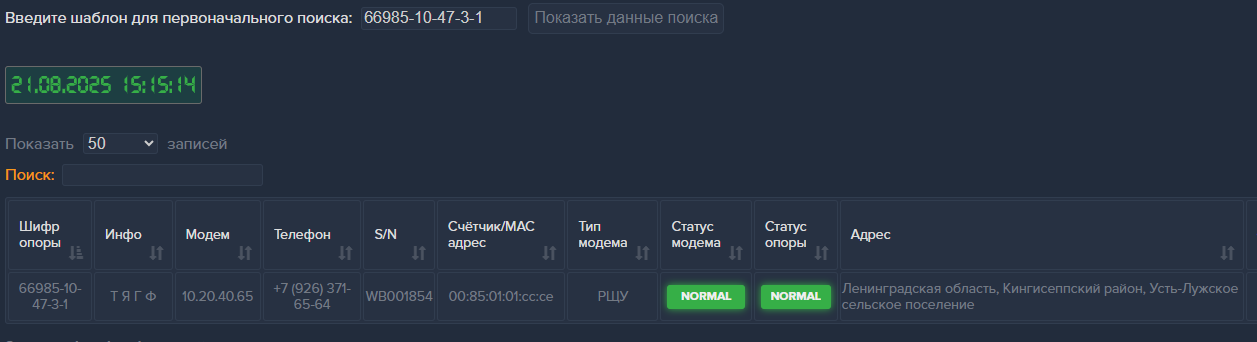 Введите шаблон для первоначального поиска: 66985-10-47-3-1 Показать данные поиска
21.08.2025 15:15:14
Показать 50 записей
Поиск:
Шифр опоры Инфо Модем Телефон S/N Счётчик/MAC адрес Тип модема Статус модема Статус опоры Адрес
66985-10-47-3-1 Т Я Г Ф 10.20.40.65 +7 (926) 371-65-64 WB001854 00:85:01:01:cc:ce РЩУ NORMAL NORMAL Ленинградская область, Кингисеппский район, Усть-Лужское сельское поселение